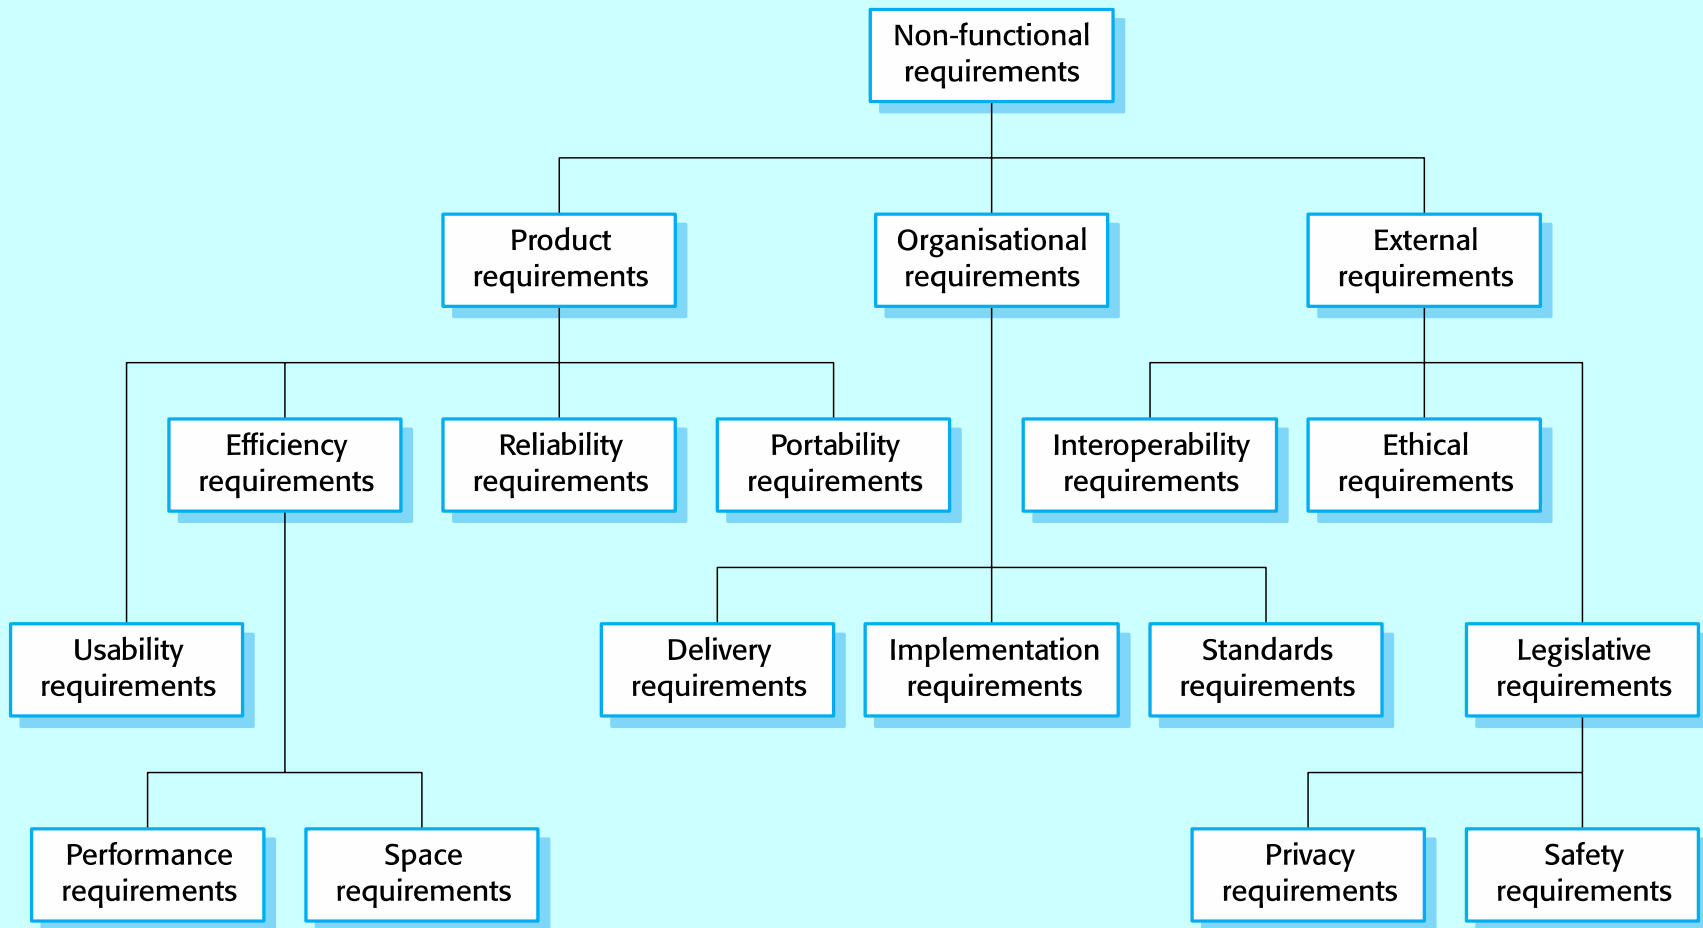 Non-functional
requirements
Product
requirements
Organisational
requirements
External
requirements
Efficiency
requirements
Reliability
requirements
Portability
requirements
Interoperability
requirements
Ethical
requirements
Usability
requirements
Delivery
requirements
Implementation
requirements
Standards
requirements
Legislative
requirements
Performance
requirements
Space
requirements
Privacy
requirements
Safety
requirements